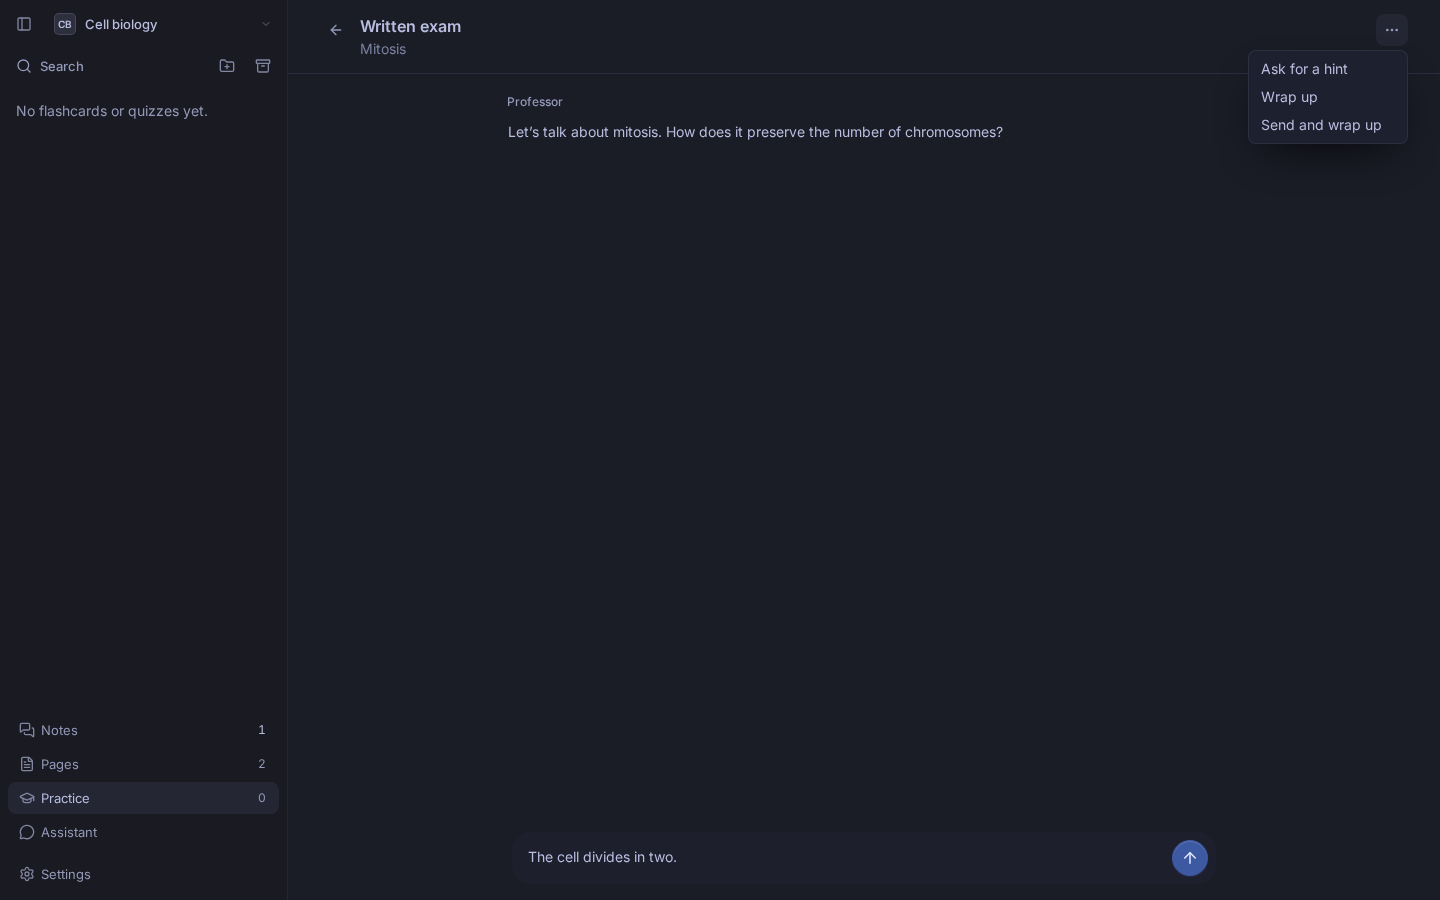 CB Cell biology
Search
No flashcards or quizzes yet.
Notes 1
Pages 2
Practice 0
Assistant
Settings
Written exam
Mitosis
Ask for a hint
Wrap up
Send and wrap up
Professor
Let’s talk about mitosis. How does it preserve the number of chromosomes?
The cell divides in two.